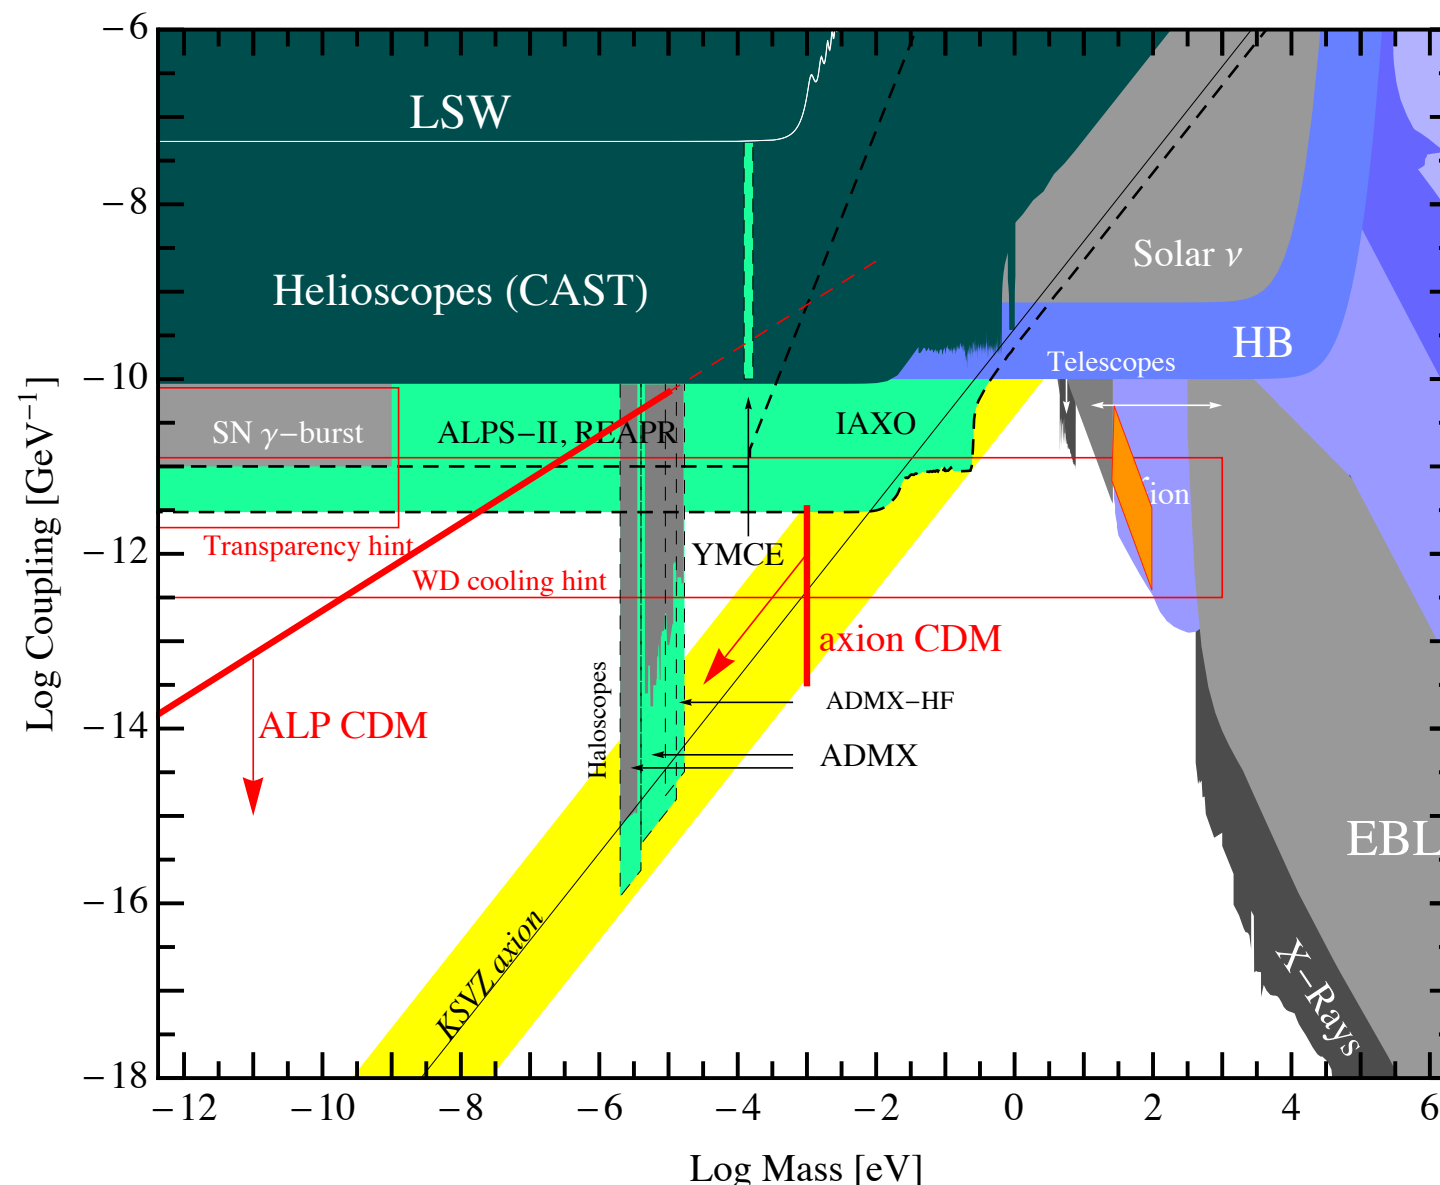 −6
LSW
−8
Solar ν
Helioscopes (CAST)
HB
Telescopes
−10
SN γ−burst
ALPS−II, REAPR
IAXO
ion
Transparency hint
−12
YMCE
WD cooling hint
axion CDM
Haloscopes
ADMX−HF
−14
ALP CDM
ADMX
EBL
−16
KSVZ axion
X−Rays
−18
−12
−10
−8
−6
−4
−2
0
2
4
6
Log Mass [eV]
Log Coupling [GeV⁻¹]